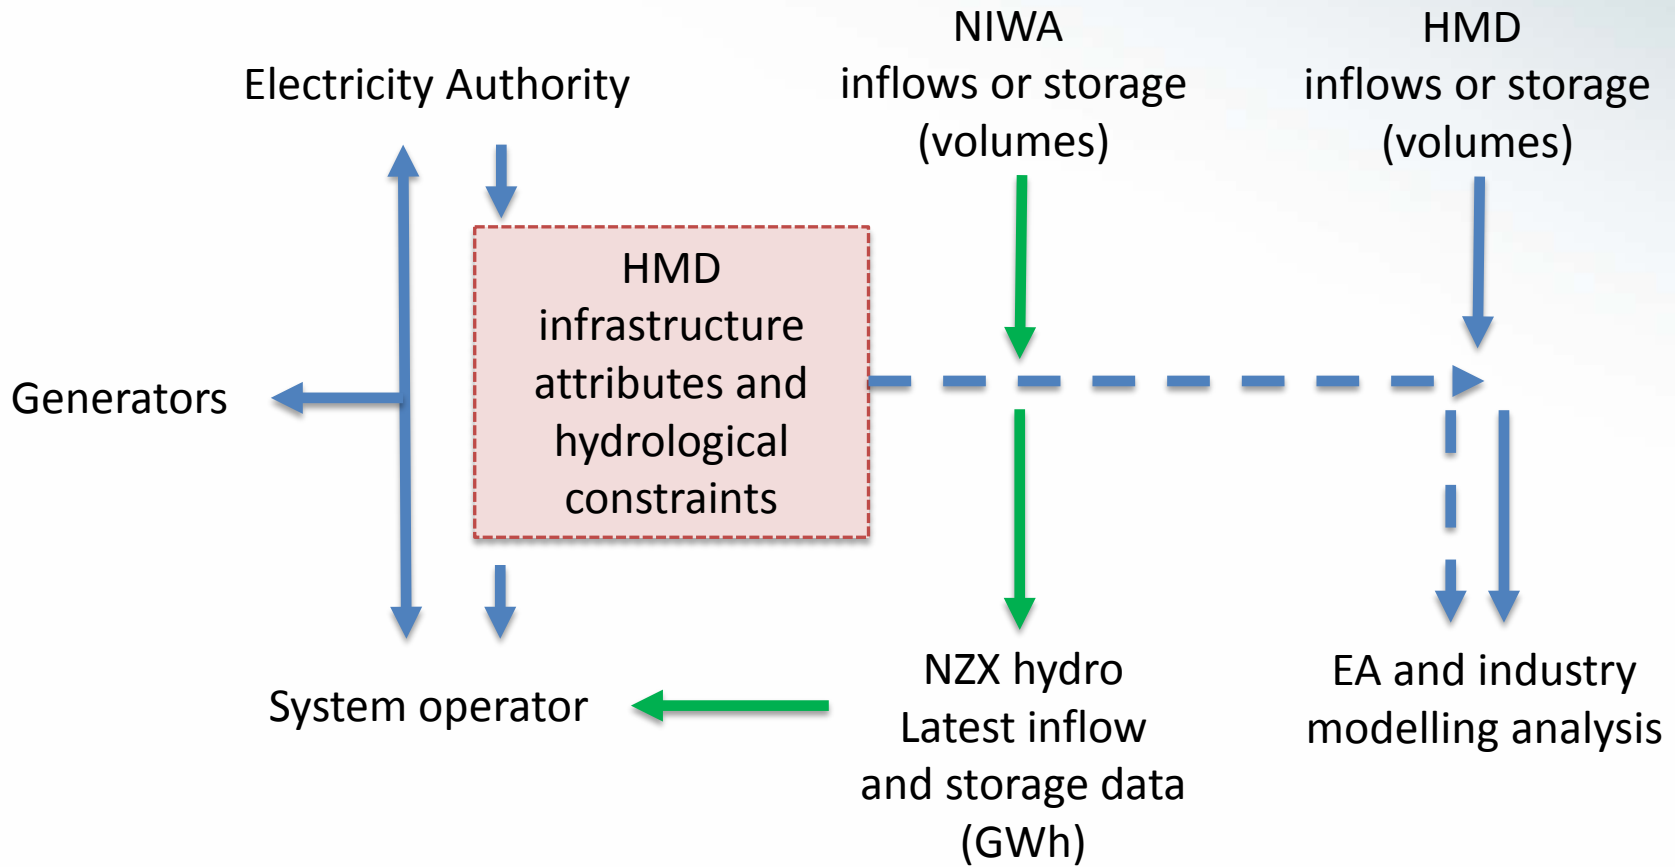 Electricity Authority
NIWA
inflows or storage
(volumes)
HMD
inflows or storage
(volumes)
HMD
infrastructure
attributes and
hydrological
constraints
Generators
System operator
NZX hydro
Latest inflow
and storage data
(GWh)
EA and industry
modelling analysis